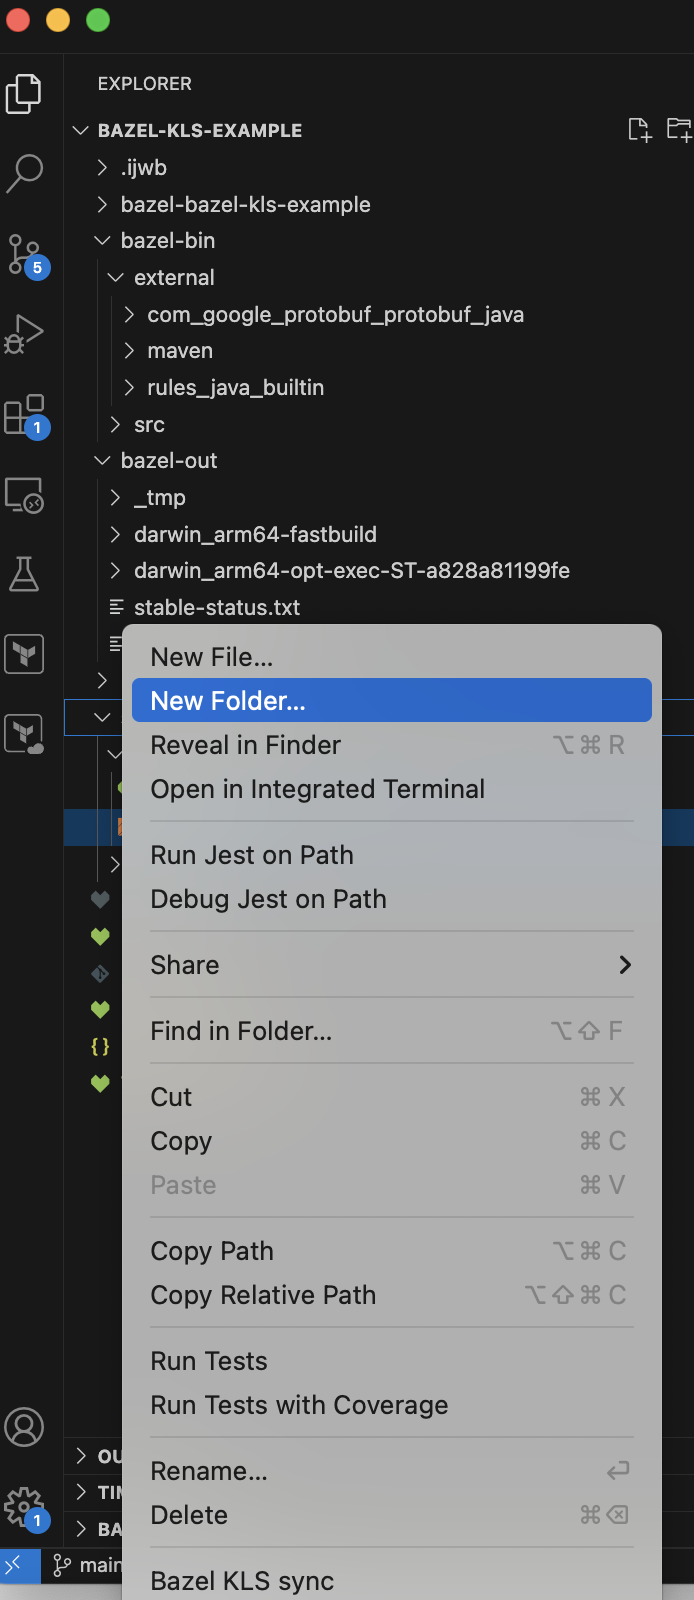 EXPLORER
BAZEL-KLS-EXAMPLE
.ijwb
bazel-bazel-kls-example
bazel-bin
5
external
com_google_protobuf_protobuf_java
maven
rules_java_builtin
1
src
bazel-out
_tmp
darwin_arm64-fastbuild
darwin_arm64-opt-exec-ST-a828a81199fe
stable-status.txt
New File...
New Folder...
Reveal in Finder ⌥⌘R
Open in Integrated Terminal
Run Jest on Path
Debug Jest on Path
Share
Find in Folder... ⌥⇧F
Cut ⌘X
Copy ⌘C
Paste ⌘V
Copy Path ⌥⌘C
Copy Relative Path ⌥⇧⌘C
Run Tests
Run Tests with Coverage
OU
Rename...
TIM
Delete
1
BA
main
Bazel KLS sync